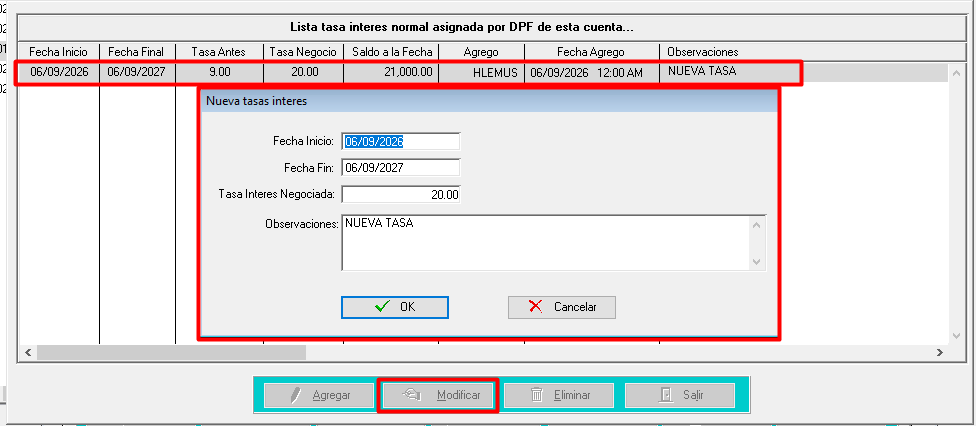 Lista tasa interes normal asignada por DPF de esta cuenta...
Fecha Inicio Fecha Final Tasa Antes Tasa Negocio Saldo a la Fecha Agrego Fecha Agrego Observaciones
06/09/2026 06/09/2027 9.00 20.00 21,000.00 HLEMUS 06/09/2026 12:00 AM NUEVA TASA
Nueva tasas interes
Fecha Inicio: 06/09/2026
Fecha Fin: 06/09/2027
Tasa Interes Negociada: 20.00
Observaciones: NUEVA TASA
OK Cancelar
Agregar Modificar Eliminar Salir